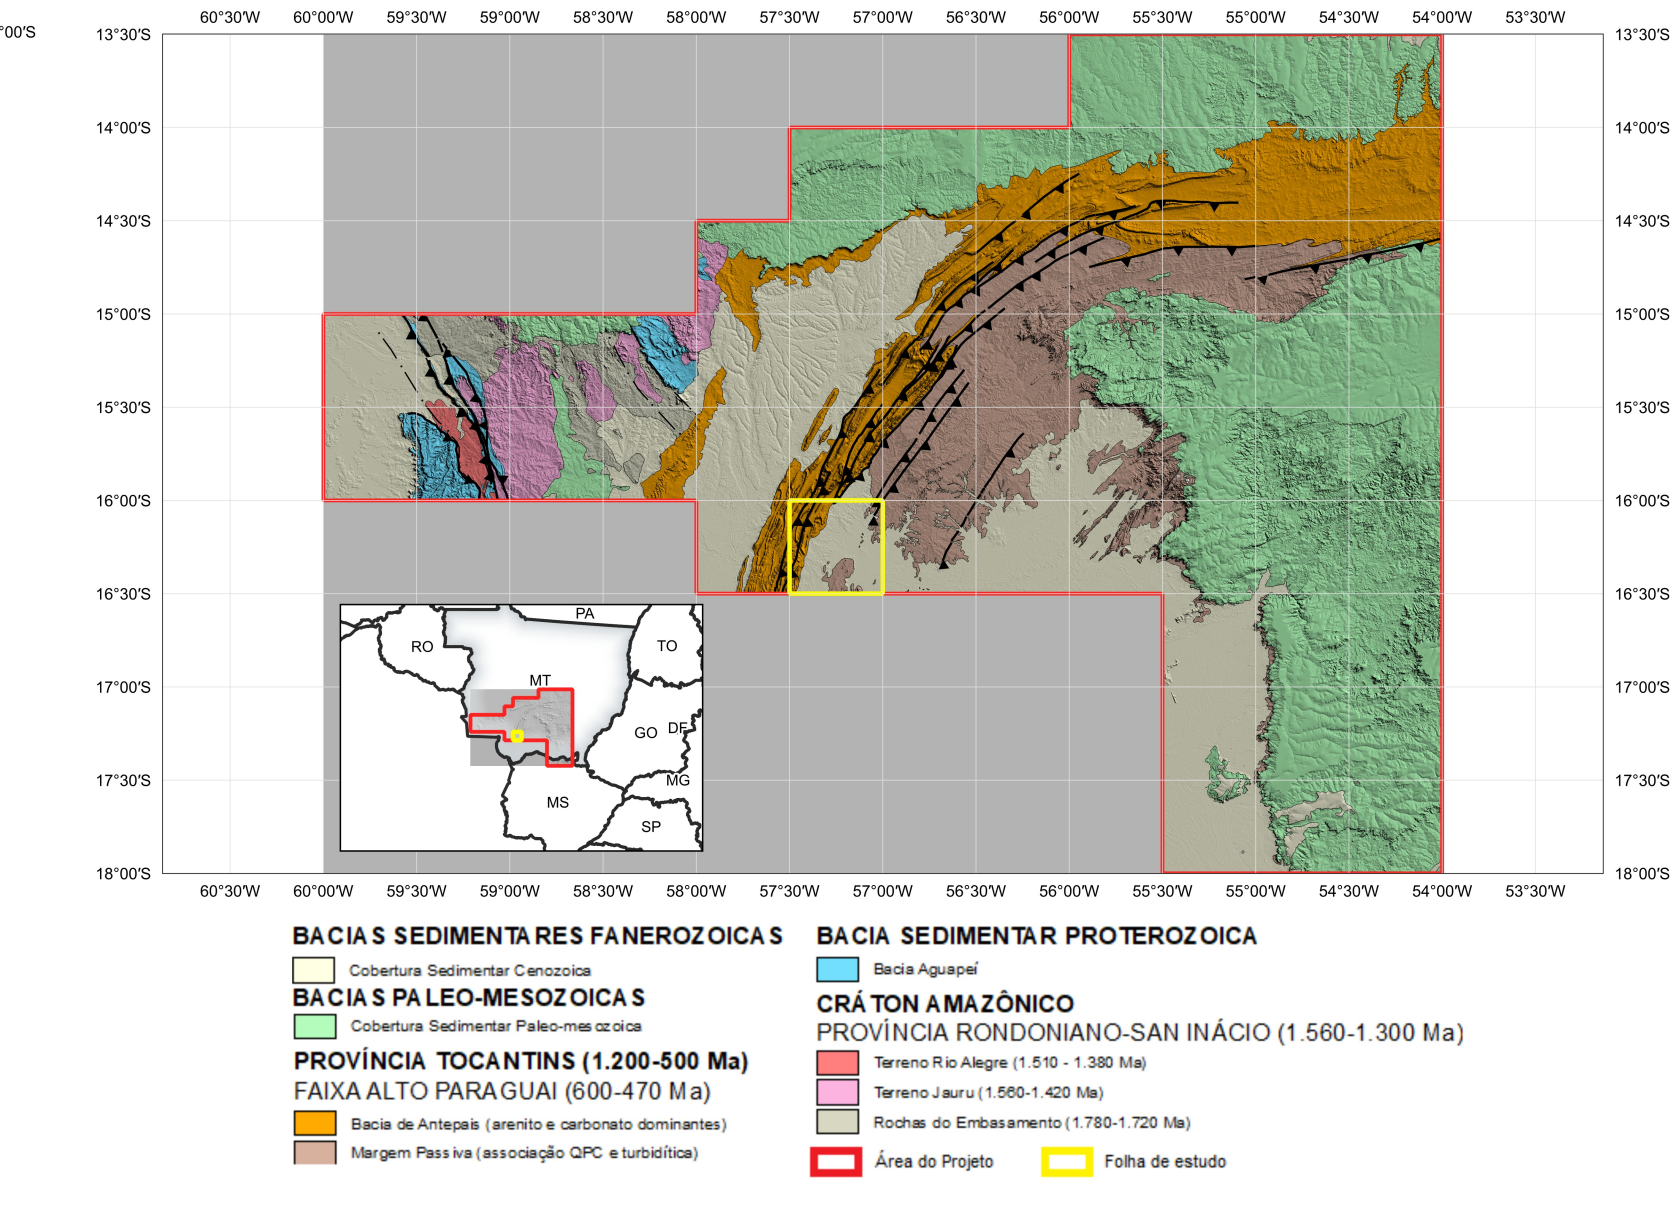 60°30'W 60°00'W 59°30'W 59°00'W 58°30'W 58°00'W 57°30'W 57°00'W 56°30'W 56°00'W 55°30'W 55°00'W 54°30'W 54°00'W 53°30'W
°00'S
13°30'S 13°30'S
14°00'S 14°00'S
14°30'S 14°30'S
15°00'S 15°00'S
15°30'S 15°30'S
16°00'S 16°00'S
16°30'S 16°30'S
PA
RO TO
MT
17°00'S 17°00'S
GO DF
17°30'S MG 17°30'S
MS
SP
18°00'S 18°00'S
60°30'W 60°00'W 59°30'W 59°00'W 58°30'W 58°00'W 57°30'W 57°00'W 56°30'W 56°00'W 55°30'W 55°00'W 54°30'W 54°00'W 53°30'W
BACIAS SEDIMENTARES FANEROZOICAS
Cobertura Sedimentar Cenozoica
BACIAS PALEO-MESOZOICAS
Cobertura Sedimentar Paleo-mesozoica
PROVÍNCIA TOCANTINS (1.200-500 Ma)
FAIXA ALTO PARAGUAI (600-470 Ma)
Bacia de Antepais (arenito e carbonato dominantes)
Margem Passiva (associação QPC e turbidítica)
BACIA SEDIMENTAR PROTEROZOICA
Bacia Aguapeí
CRÁTON AMAZÔNICO
PROVÍNCIA RONDONIANO-SAN INÁCIO (1.560-1.300 Ma)
Terreno Rio Alegre (1.510 - 1.380 Ma)
Terreno Jauru (1.560-1.420 Ma)
Rochas do Embasamento (1.780-1.720 Ma)
Área do Projeto
Folha de estudo